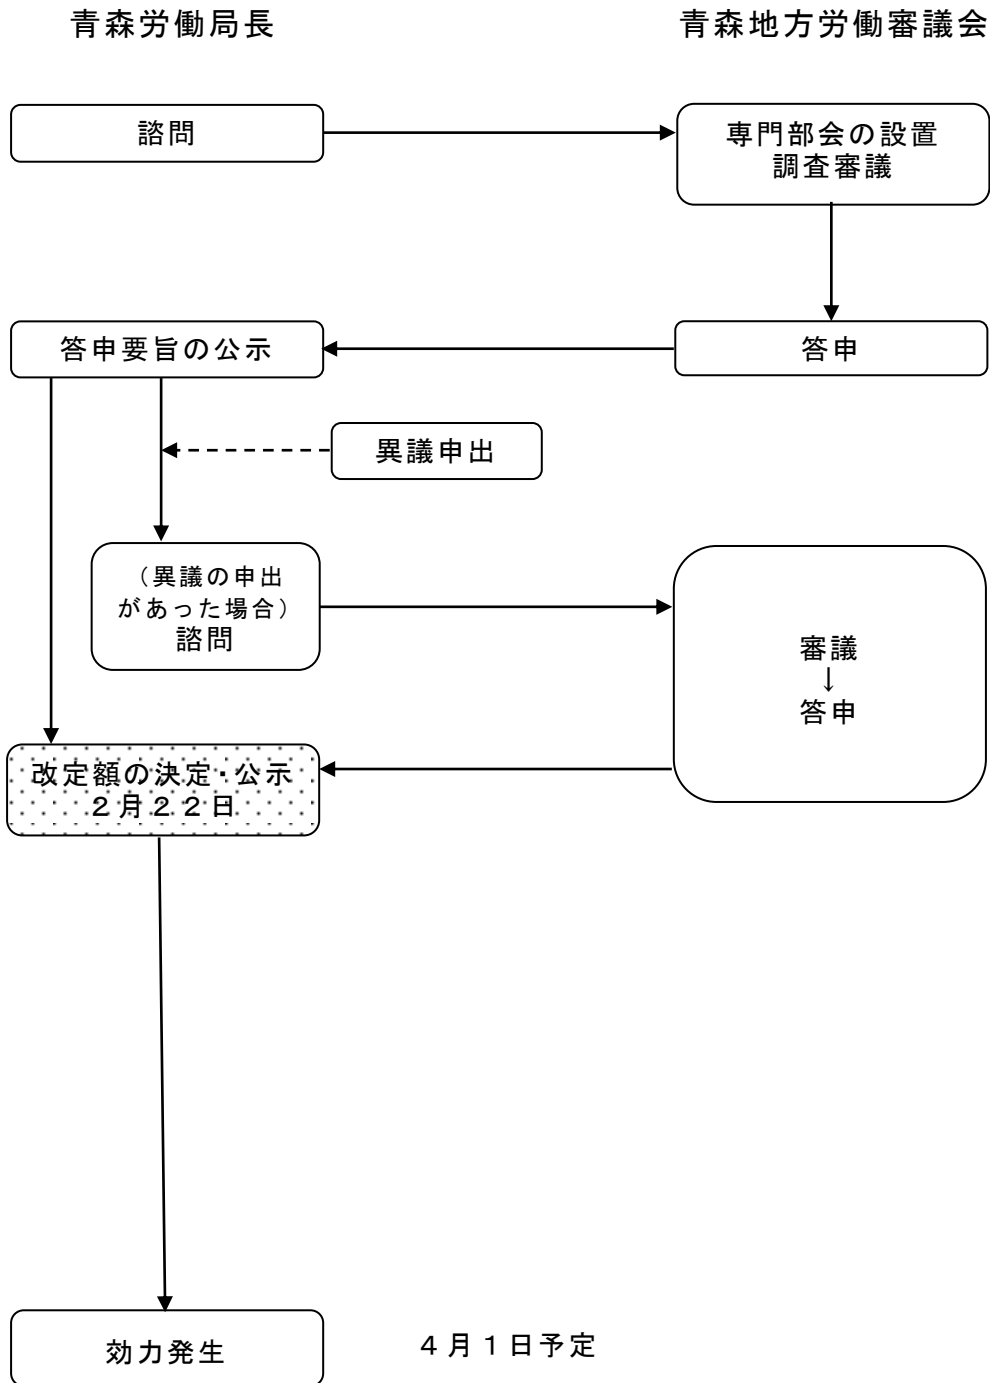 青森労働局長
青森地方労働審議会
諮問
専門部会の設置
調査審議
答申要旨の公示
答申
異議申出
（異議の申出
があった場合）
諮問
審議
↓
答申
改定額の決定・公示
２月２２日
効力発生
４月１日予定